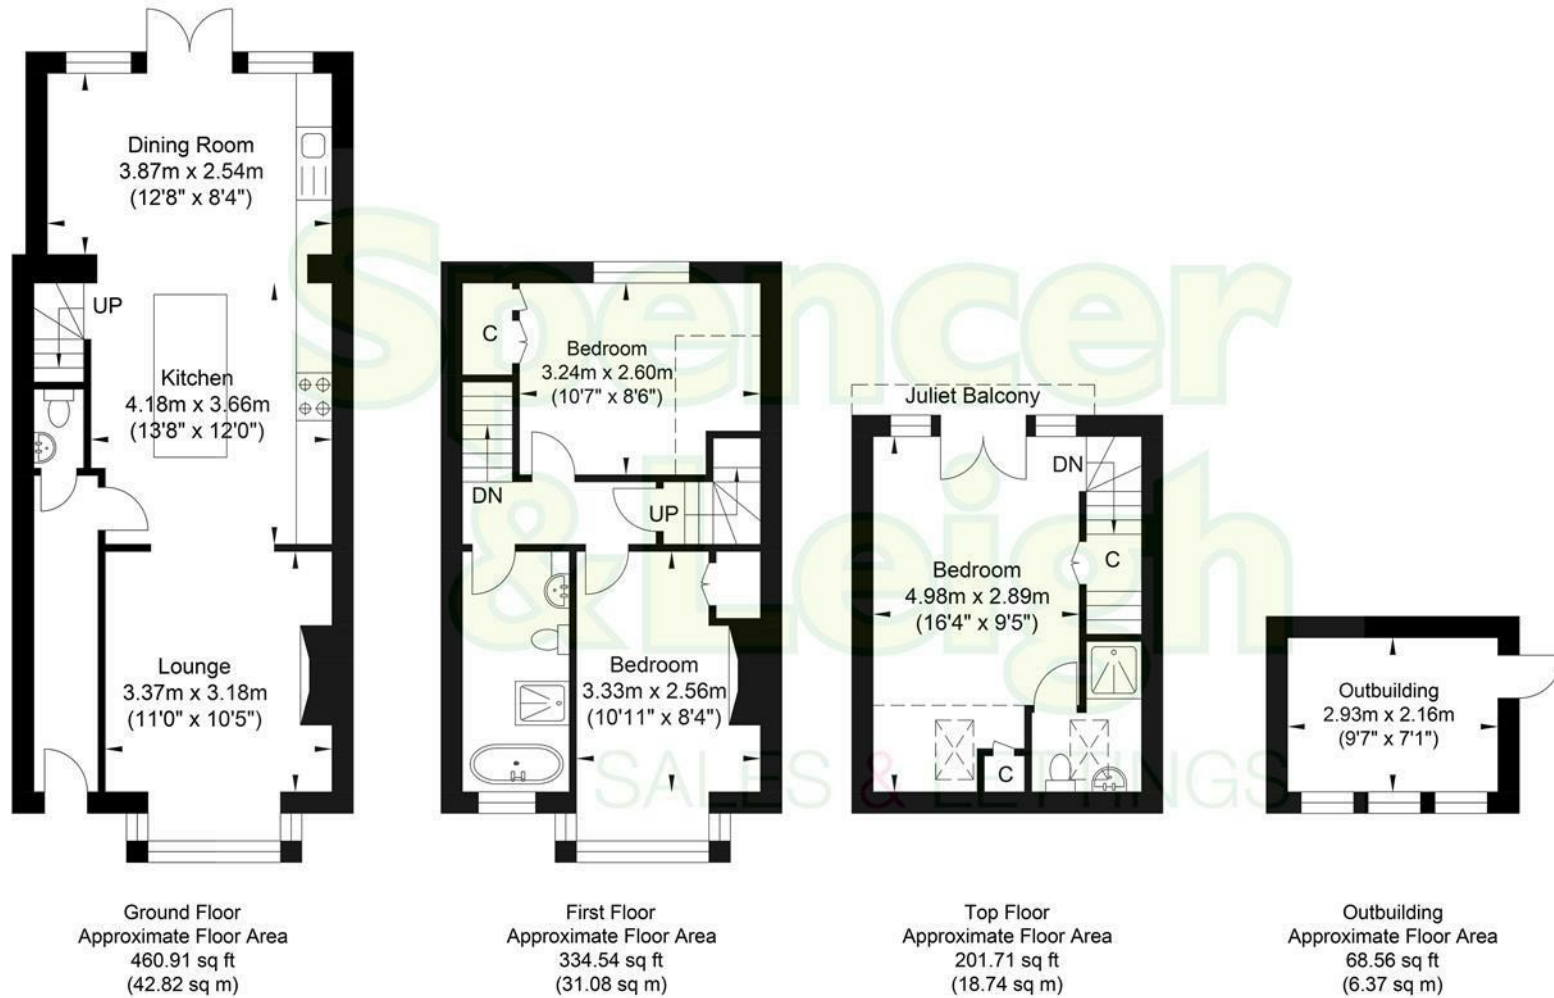 Dining Room
3.87m x 2.54m
(12'8" x 8'4")
UP
Kitchen
4.18m x 3.66m
(13'8" x 12'0")
Lounge
3.37m x 3.18m
(11'0" x 10'5")
Ground Floor
Approximate Floor Area
460.91 sq ft
(42.82 sq m)
C
Bedroom
3.24m x 2.60m
(10'7" x 8'6")
DN
UP
Bedroom
3.33m x 2.56m
(10'11" x 8'4")
First Floor
Approximate Floor Area
334.54 sq ft
(31.08 sq m)
Juliet Balcony
DN
C
Bedroom
4.98m x 2.89m
(16'4" x 9'5")
C
Top Floor
Approximate Floor Area
201.71 sq ft
(18.74 sq m)
Outbuilding
2.93m x 2.16m
(9'7" x 7'1")
Outbuilding
Approximate Floor Area
68.56 sq ft
(6.37 sq m)
Spencer
&Leigh
SALES & LETTINGS